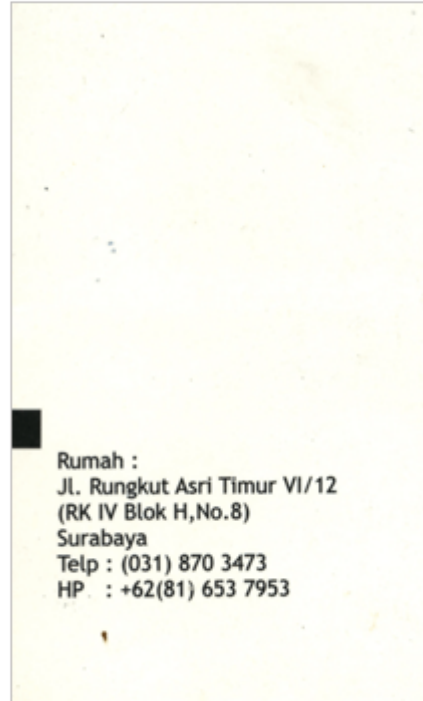 Rumah :
Jl. Rungkut Asri Timur VI/12
(RK IV Blok H,No.8)
Surabaya
Telp : (031) 870 3473
HP : +62(81) 653 7953